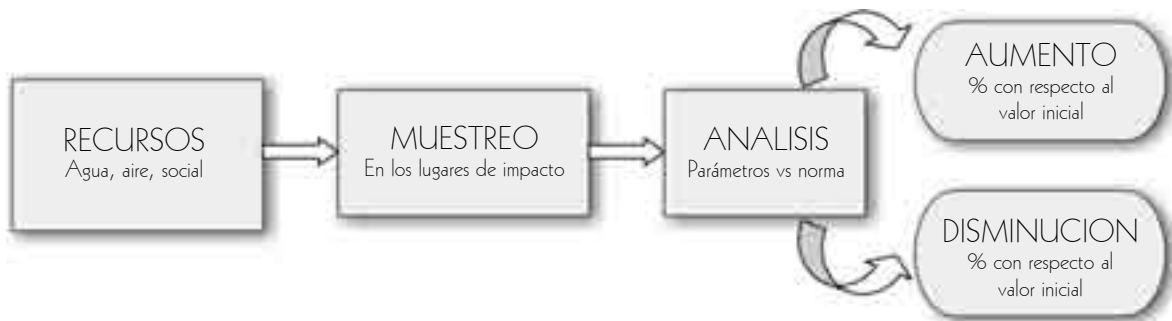 RECURSOS
Agua, aire, social
MUESTREO
En los lugares de impacto
ANALISIS
Parámetros vs norma
AUMENTO
% con respecto al
valor inicial
DISMINUCION
% con respecto al
valor inicial